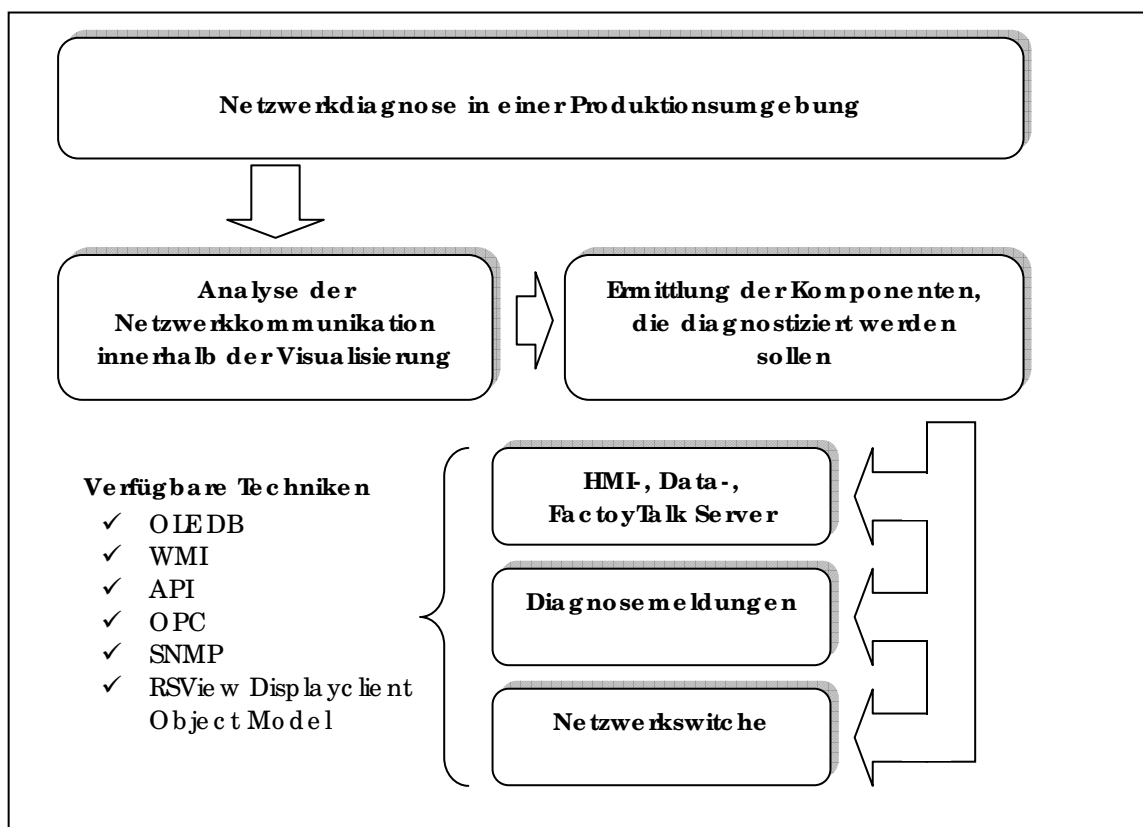 Netzwerkdiagnose in einer Produktionsumgebung
Analyse der
Netzwerkkommunikation
innerhalb der Visualisierung
Ermittlung der Komponenten,
die diagnostiziert werden
sollen
Verfügbare Techniken
✓ OLEDB
✓ WMI
✓ API
✓ OPC
✓ SNMP
✓ RSView Displayclient
Object Model
HMI-, Data-,
FactoyTalk Server
Diagnosemeldungen
Netzwerkswitche